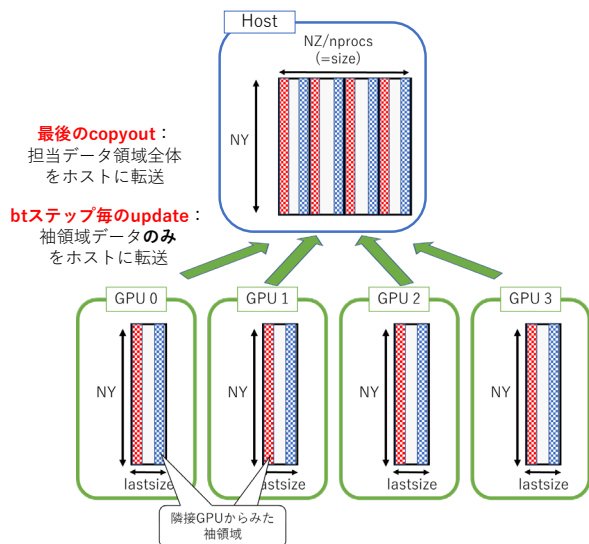 Host
NZ/nprocs
(=size)
NY
最後のcopyout：
担当データ領域全体
をホストに転送
btステップ毎のupdate：
袖領域データのみ
をホストに転送
GPU 0
GPU 1
GPU 2
GPU 3
NY
NY
NY
NY
lastsize
lastsize
lastsize
lastsize
隣接GPUからみた
袖領域